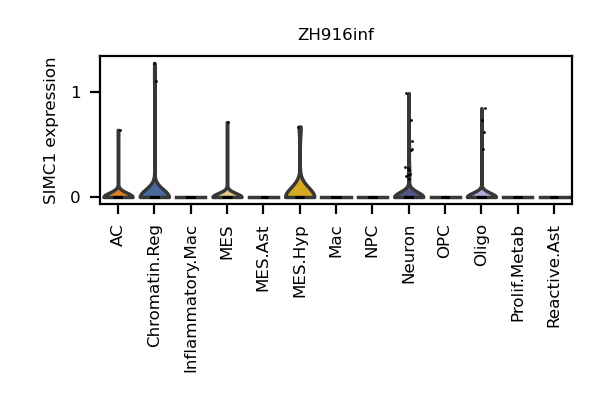 ZH916inf
SIMC1 expression
1
0
AC
Chromatin.Reg
Inflammatory.Mac
MES
MES.Ast
MES.Hyp
Mac
NPC
Neuron
OPC
Oligo
Prolif.Metab
Reactive.Ast